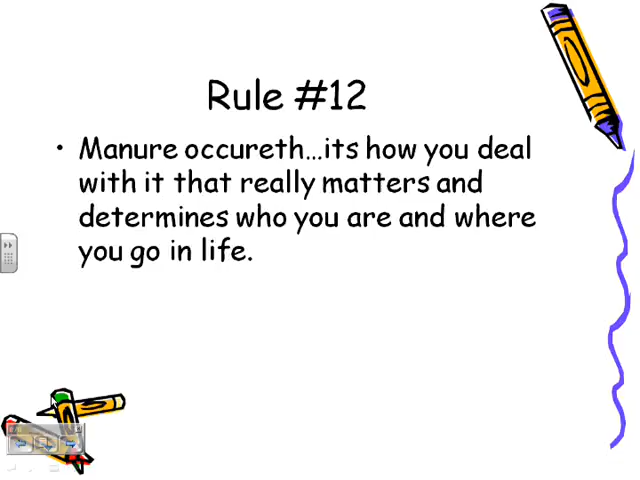 Rule #12
• Manure occureth...its how you deal
with it that really matters and
determines who you are and where
you go in life.